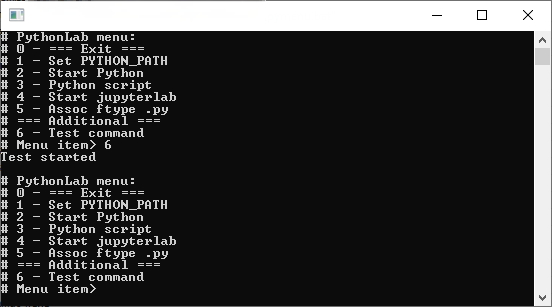 # PythonLab menu:
# 0 - === Exit ===
# 1 - Set PYTHON_PATH
# 2 - Start Python
# 3 - Python script
# 4 - Start jupyterlab
# 5 - Assoc ftype .py
# === Additional ===
# 6 - Test command
# Menu item> 6
Test started
# PythonLab menu:
# 0 - === Exit ===
# 1 - Set PYTHON_PATH
# 2 - Start Python
# 3 - Python script
# 4 - Start jupyterlab
# 5 - Assoc ftype .py
# === Additional ===
# 6 - Test command
# Menu item>